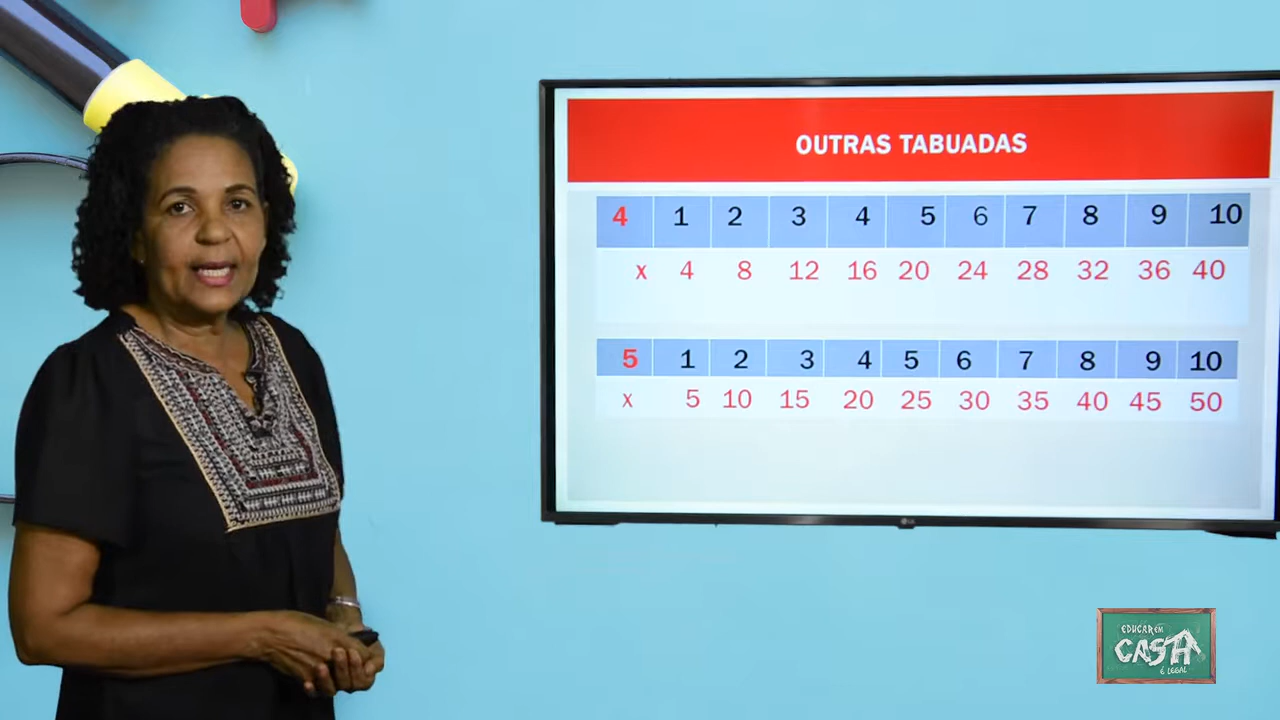 OUTRAS TABUADAS
4 1 2 3 4 5 6 7 8 9 10
x 4 8 12 16 20 24 28 32 36 40
5 1 2 3 4 5 6 7 8 9 10
x 5 10 15 20 25 30 35 40 45 50
LG
EDUCAR EM
CASA
É LEGAL